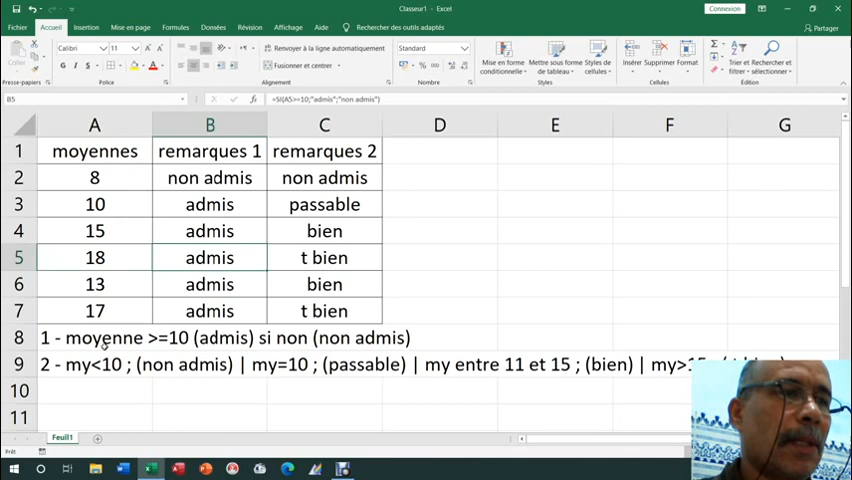 Classeur1 - Excel
Connexion
Fichier Accueil Insertion Mise en page Formules Données Révision Affichage Aide Rechercher des outils adaptés Partager
Coller
Calibri 11
Renvoyer à la ligne automatiquement
Standard
G I S
Fusionner et centrer
Mise en forme conditionnelle
Mettre sous forme de tableau
Styles de cellules
Insérer Supprimer Format
Trier et filtrer
Rechercher et sélectionner
Presse-papiers Police Alignement Nombre Styles Cellules Édition
B5 fx =SI(A5>=10;"admis";"non admis")
A B C D E F G
1 moyennes remarques 1 remarques 2
2 8 non admis non admis
3 10 admis passable
4 15 admis bien
5 18 admis t bien
6 13 admis bien
7 17 admis t bien
8 1 - moyenne >=10 (admis) si non (non admis)
9 2 - my<10 ; (non admis) | my=10 ; (passable) | my entre 11 et 15 ; (bien) | my>15
10
11
Feuil1
Prêt